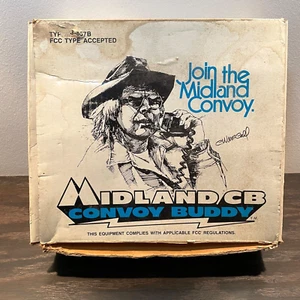 FCC TYPE ACCEPTED
Join the
Midland
Convoy.
MIDLAND CB
CONVOY BUDDY
THIS EQUIPMENT COMPLIES WITH APPLICABLE FCC REGULATIONS.